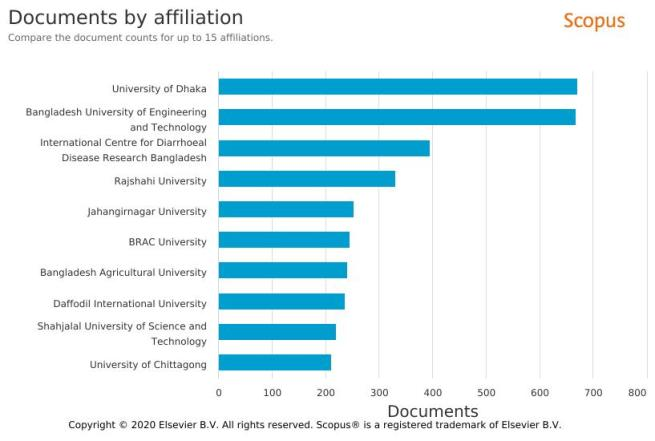 Documents by affiliation
Scopus
Compare the document counts for up to 15 affiliations.
University of Dhaka
Bangladesh University of Engineering
and Technology
International Centre for Diarrhoeal
Disease Research Bangladesh
Rajshahi University
Jahangirnagar University
BRAC University
Bangladesh Agricultural University
Daffodil International University
Shahjalal University of Science and
Technology
University of Chittagong
0 100 200 300 400 500 600 700 800
Documents
Copyright © 2020 Elsevier B.V. All rights reserved. Scopus® is a registered trademark of Elsevier B.V.